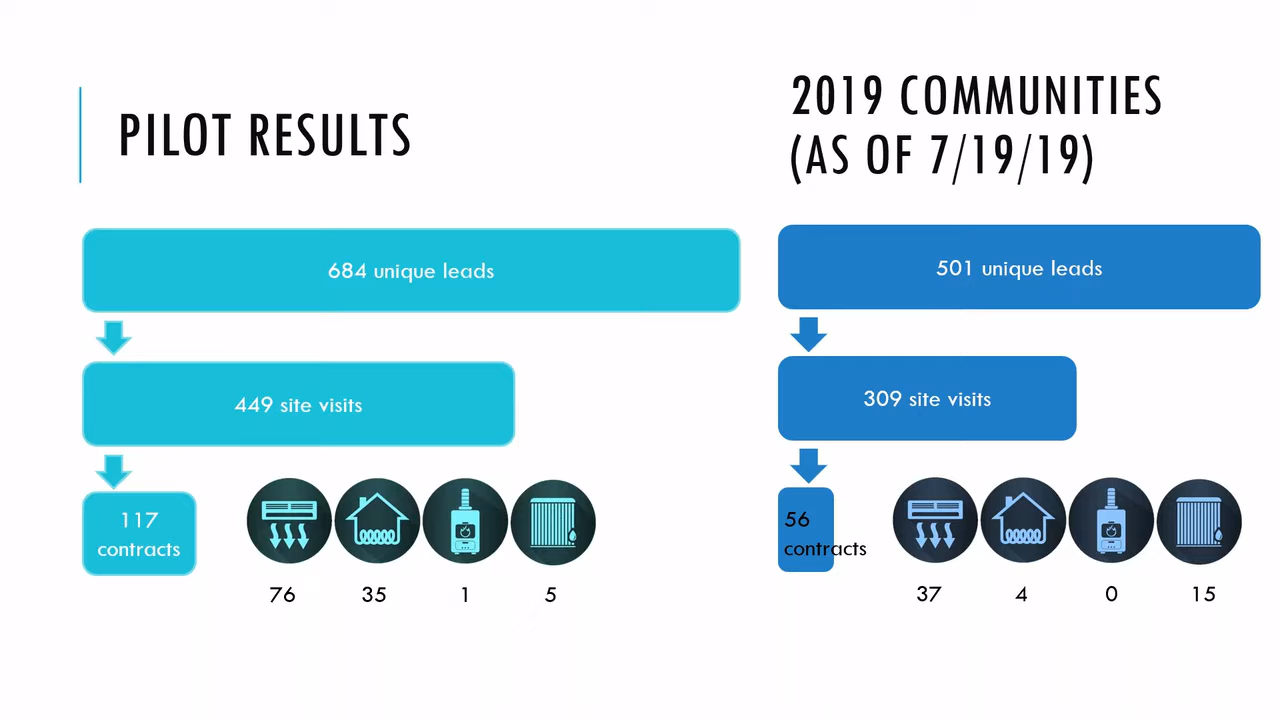 PILOT RESULTS
684 unique leads
449 site visits
117
contracts
76 35 1 5
2019 COMMUNITIES
(AS OF 7/19/19)
501 unique leads
309 site visits
56
contracts
37 4 0 15